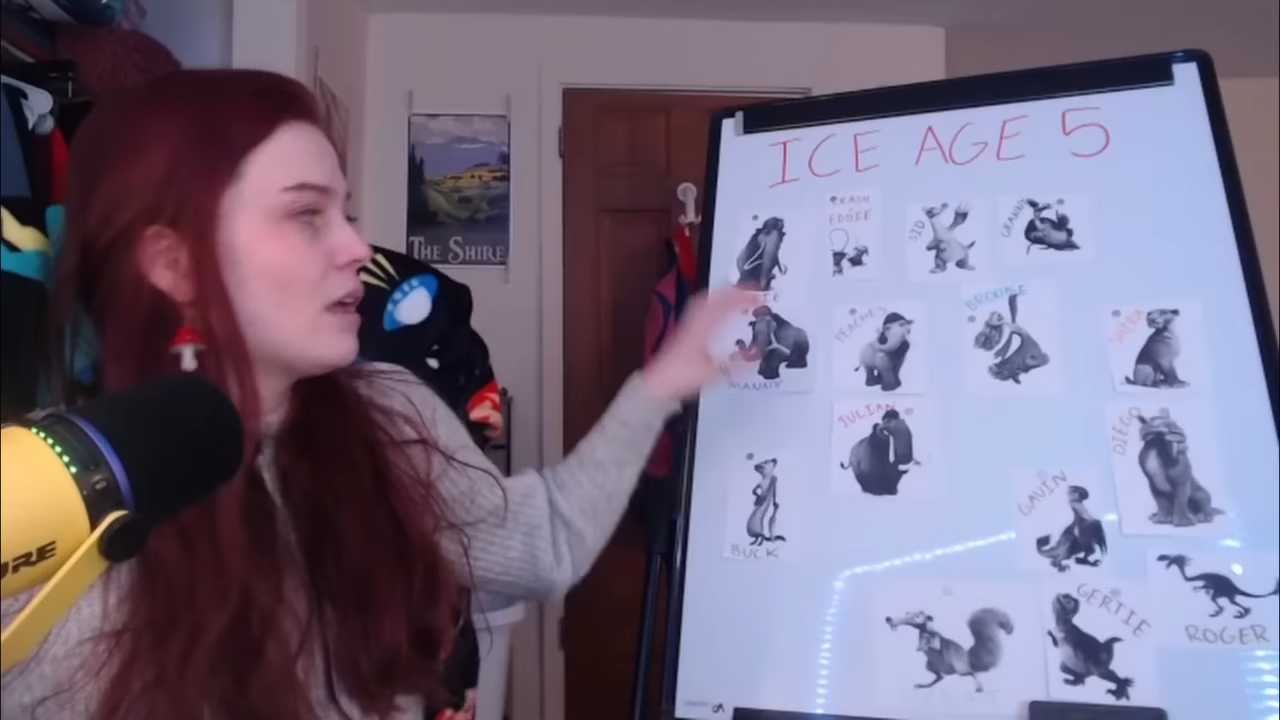 ICE AGE 5
CRASH
EDDIE
SID
GRANNY
THE SHIRE
PEACHES
BROOKE
SHIRA
MANNY
JULIAN
DIEGO
GAVIN
BUCK
GERTIE
ROGER